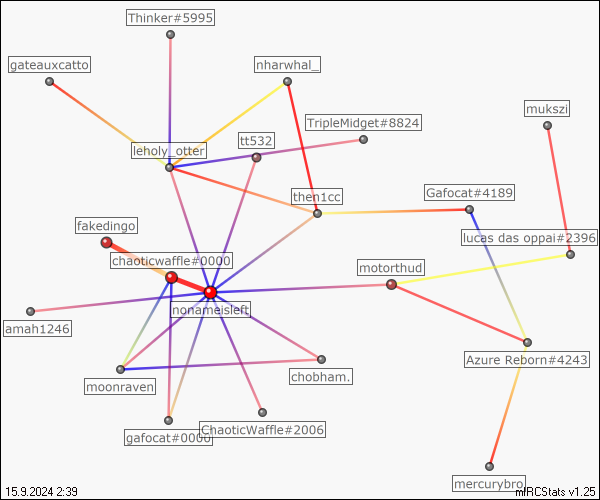 Thinker#5995
gateauxcatto
nharwhal_
mukszi
TripleMidget#8824
tt532
leholy_otter
then1cc
Gafocat#4189
fakedingo
lucas das oppai#2396
chaoticwaffle#0000
motorthud
nonameisleft
amah1246
Azure Reborn#4243
chobham.
moonraven
ChaoticWaffle#2006
gafocat#0000
mercurybro
15.9.2024 2:39
mIRCStats v1.25